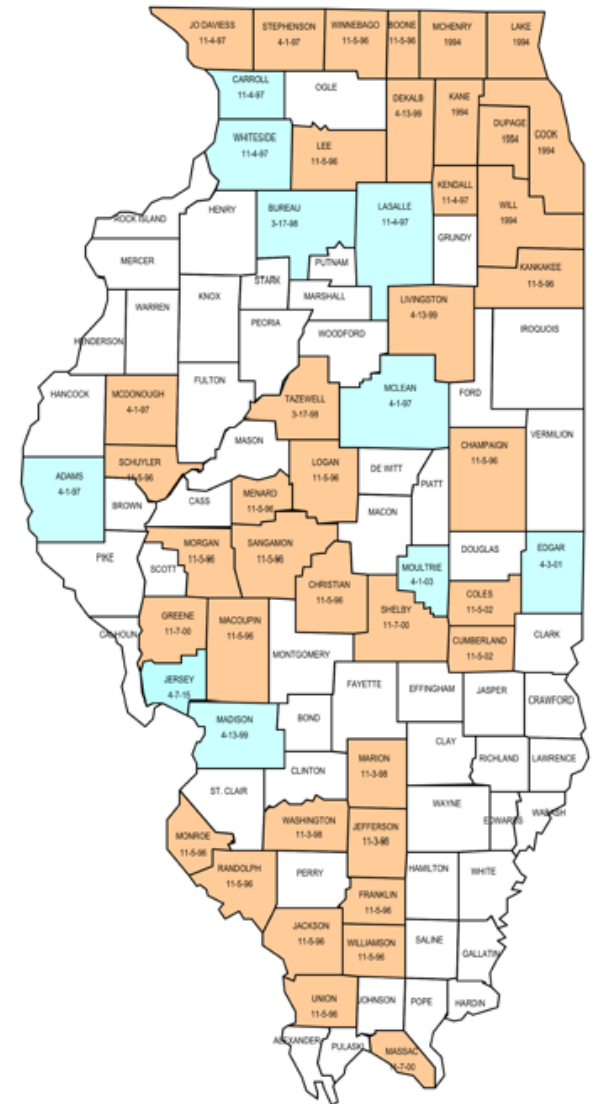 JO DAVIESS
11-4-97
STEPHENSON
4-1-97
WINNEBAGO
11-5-96
BOONE
11-5-96
MCHENRY
1994
LAKE
1994
CARROLL
11-4-97
OGLE
DEKALB
4-13-99
KANE
1994
DUPAGE
1994
COOK
1994
WHITESIDE
11-4-97
LEE
11-5-96
KENDALL
11-4-97
WILL
1994
ROCK ISLAND
HENRY
BUREAU
3-17-98
LASALLE
11-4-97
GRUNDY
MERCER
PUTNAM
KANKAKEE
11-5-96
STARK
KNOX
MARSHALL
LIVINGSTON
4-13-99
WARREN
HENDERSON
PEORIA
WOODFORD
IROQUOIS
HANCOCK
MCDONOUGH
4-1-97
FULTON
TAZEWELL
3-17-98
MCLEAN
4-1-97
FORD
MASON
VERMILION
ADAMS
4-1-97
SCHUYLER
11-5-96
LOGAN
11-5-96
DE WITT
PIATT
CHAMPAIGN
11-5-96
BROWN
CASS
MENARD
11-5-96
MACON
PIKE
SCOTT
MORGAN
11-5-96
SANGAMON
11-5-96
MOULTRIE
4-1-03
DOUGLAS
EDGAR
4-3-01
CHRISTIAN
11-5-96
COLES
11-5-02
CALHOUN
GREENE
11-7-00
MACOUPIN
11-5-96
SHELBY
11-7-00
CUMBERLAND
11-5-02
CLARK
MONTGOMERY
JERSEY
4-7-15
FAYETTE
EFFINGHAM
JASPER
CRAWFORD
MADISON
4-13-99
BOND
CLAY
RICHLAND
LAWRENCE
MARION
11-3-98
CLINTON
ST. CLAIR
WAYNE
EDWARDS
WABASH
MONROE
11-5-96
WASHINGTON
11-3-98
JEFFERSON
11-3-98
RANDOLPH
11-5-96
PERRY
HAMILTON
WHITE
FRANKLIN
11-5-96
JACKSON
11-5-96
WILLIAMSON
11-5-96
SALINE
GALLATIN
UNION
11-5-96
JOHNSON
POPE
HARDIN
ALEXANDER
PULASKI
MASSAC
11-7-00